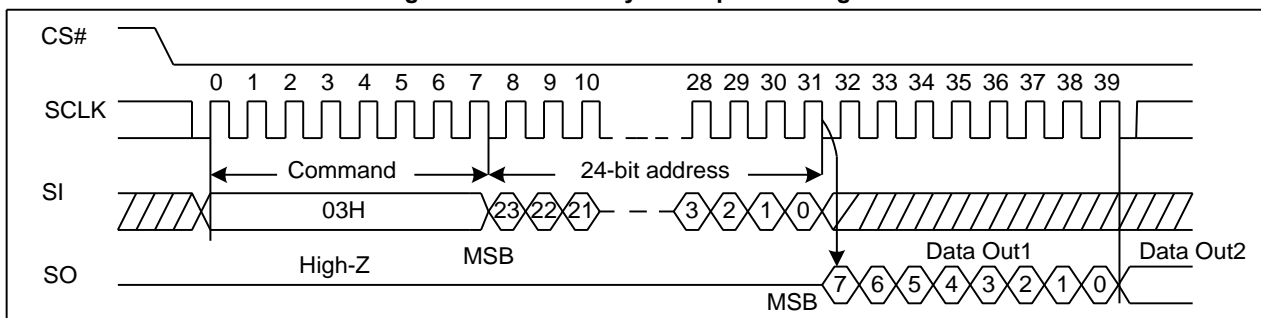 CS#
0 1 2 3 4 5 6 7 8 9 10 28 29 30 31 32 33 34 35 36 37 38 39
SCLK
Command 24-bit address
SI
03H 23 22 21 3 2 1 0
MSB
High-Z Data Out1 Data Out2
SO
7 6 5 4 3 2 1 0
MSB